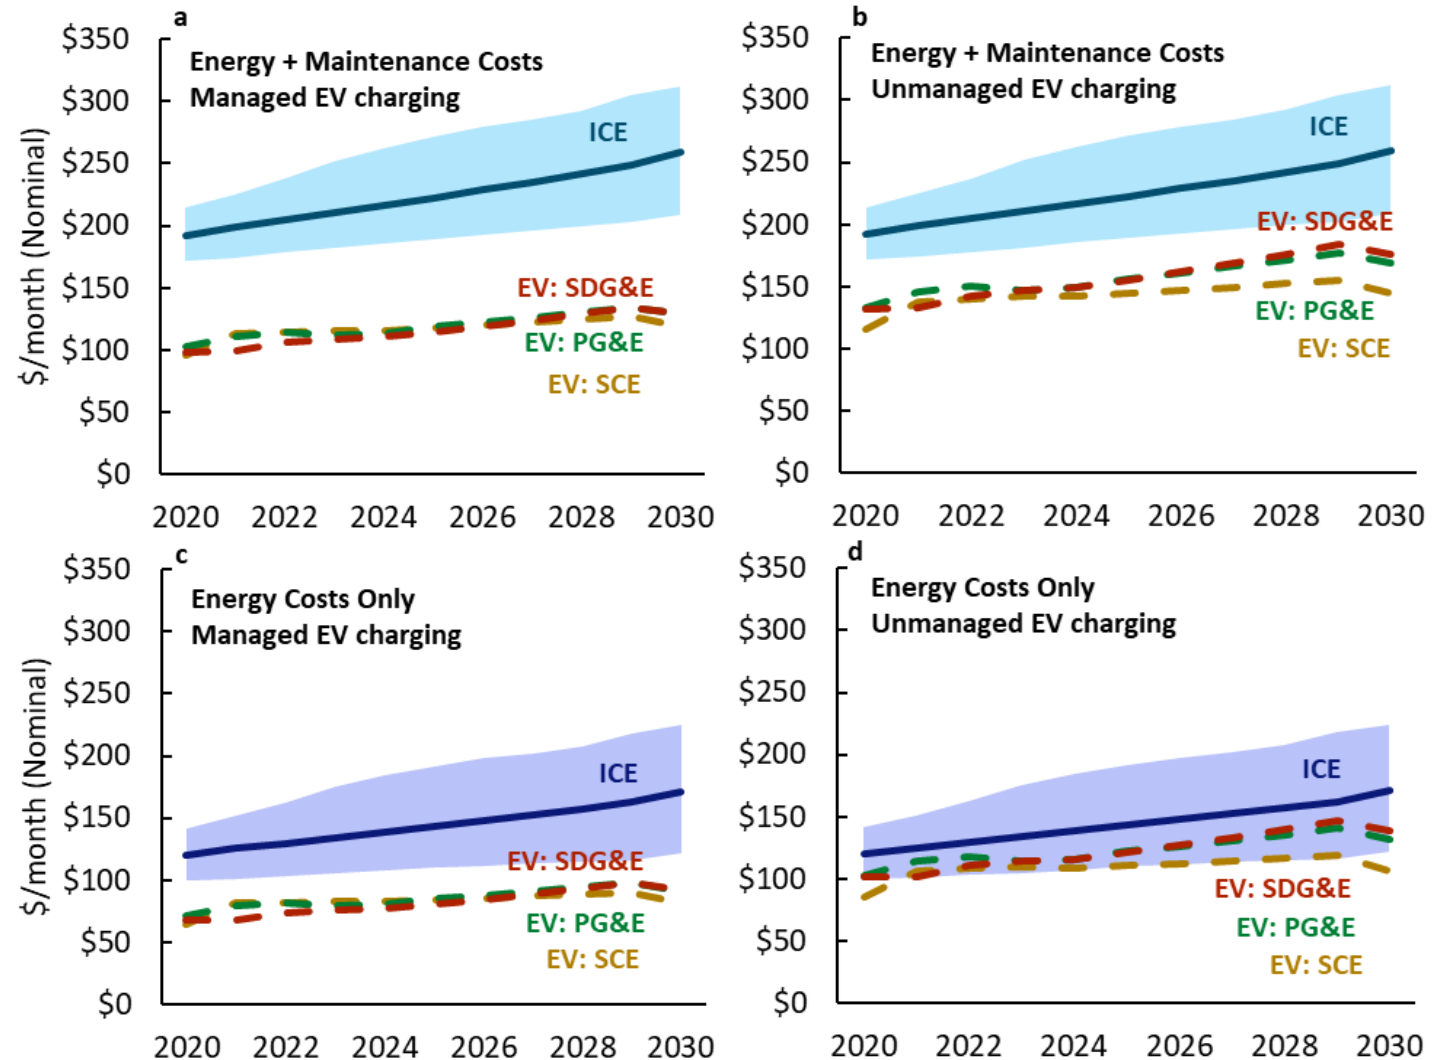 a
$/month (Nominal)
$350
$300
$250
$200
$150
$100
$50
$0
Energy + Maintenance Costs
Managed EV charging
ICE
EV: SDG&E
EV: PG&E
EV: SCE
2020 2022 2024 2026 2028 2030
b
$350
$300
$250
$200
$150
$100
$50
$0
Energy + Maintenance Costs
Unmanaged EV charging
ICE
EV: SDG&E
EV: PG&E
EV: SCE
2020 2022 2024 2026 2028 2030
c
$/month (Nominal)
$350
$300
$250
$200
$150
$100
$50
$0
Energy Costs Only
Managed EV charging
ICE
EV: SDG&E
EV: PG&E
EV: SCE
2020 2022 2024 2026 2028 2030
d
$350
$300
$250
$200
$150
$100
$50
$0
Energy Costs Only
Unmanaged EV charging
ICE
EV: SDG&E
EV: PG&E
EV: SCE
2020 2022 2024 2026 2028 2030